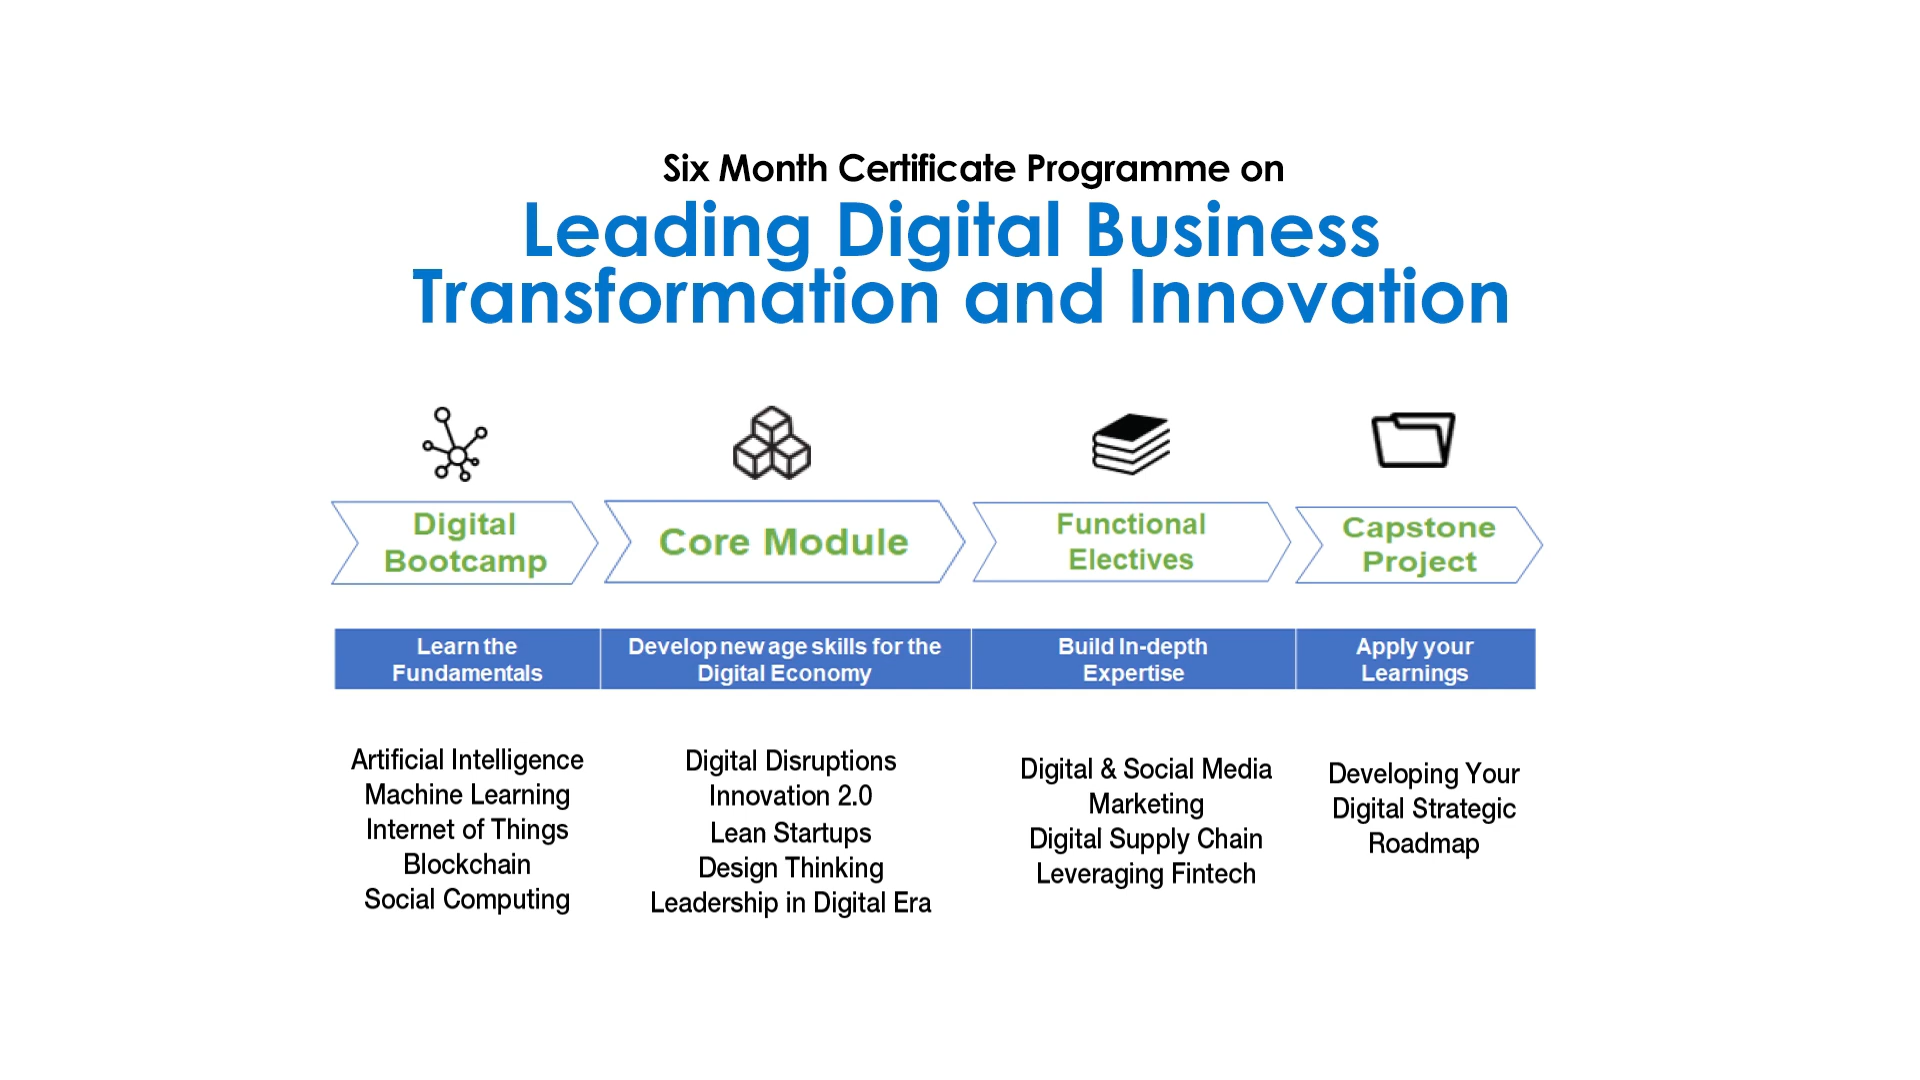 Six Month Certificate Programme on
Leading Digital Business
Transformation and Innovation
Digital
Bootcamp
Core Module
Functional
Electives
Capstone
Project
Learn the
Fundamentals
Develop new age skills for the
Digital Economy
Build In-depth
Expertise
Apply your
Learnings
Artificial Intelligence
Machine Learning
Internet of Things
Blockchain
Social Computing
Digital Disruptions
Innovation 2.0
Lean Startups
Design Thinking
Leadership in Digital Era
Digital & Social Media
Marketing
Digital Supply Chain
Leveraging Fintech
Developing Your
Digital Strategic
Roadmap